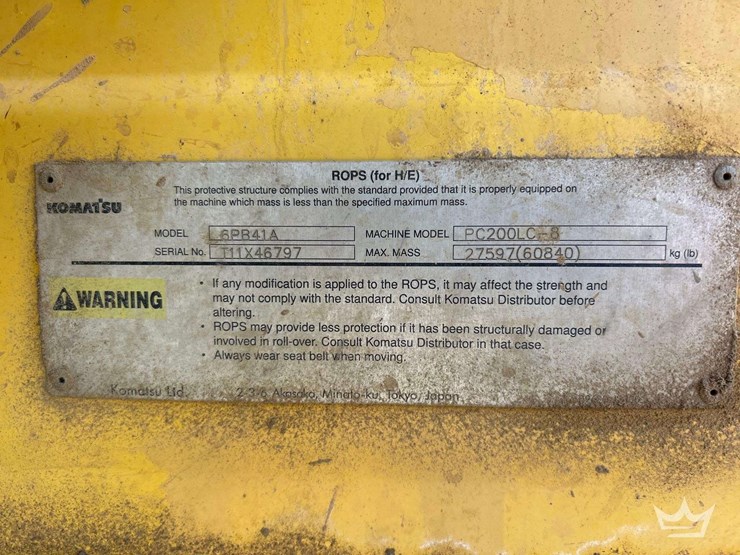 ROPS (for H/E)
This protective structure complies with the standard provided that it is properly equipped on
the machine which mass is less than the specified maximum mass.
KOMATSU
MODEL 6PR41A MACHINE MODEL PC200LC-8
SERIAL No. T11X46797 MAX. MASS 27597(60840) kg (lb)
WARNING
• If any modification is applied to the ROPS, it may affect the strength and
may not comply with the standard. Consult Komatsu Distributor before
altering.
• ROPS may provide less protection if it has been structurally damaged or
involved in roll-over. Consult Komatsu Distributor in that case.
• Always wear seat belt when moving.
Komatsu Ltd. 2-3-6 Akasaka, Minato-ku, Tokyo, Japan